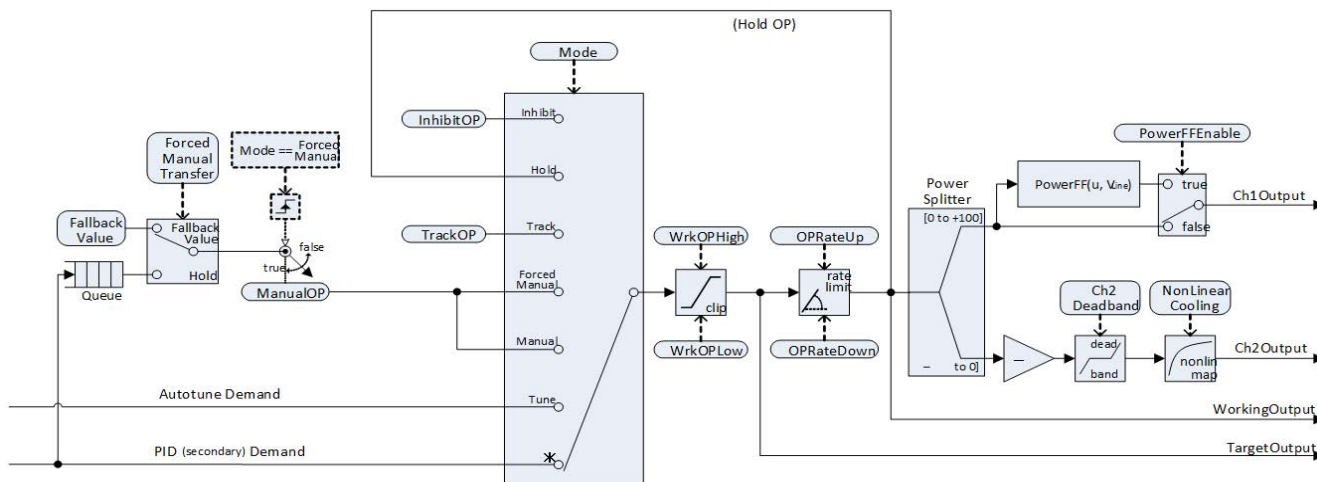 (Hold OP)
Mode
InhibitOP
Inhibit
Hold
TrackOP
Track
Forced
Manual
Manual
Tune
Forced
Manual
Transfer
Mode == Forced
Manual
Fallback
Value
Fallback
Value
Hold
Queue
false
true
ManualOP
Autotune Demand
PID (secondary) Demand
*
WrkOPHigh
clip
WrkOPLow
OPRateUp
rate
limit
OPRateDown
Power
Splitter
[0 to +100]
– to 0]
PowerFFEnable
PowerFF(u, VLine)
true
false
Ch1Output
Ch2
Deadband
dead
band
–
NonLinear
Cooling
nonlin
map
Ch2Output
WorkingOutput
TargetOutput